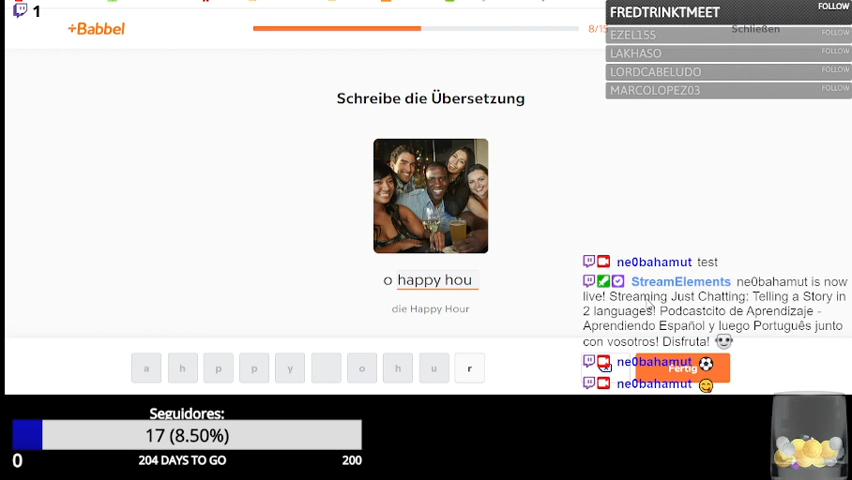 1
+Babbel
8/15
Schließen
FREDTRINKTMEET FOLLOW
EZEL155 FOLLOW
LAKHASO FOLLOW
LORDCABELUDO FOLLOW
MARCOLOPEZ03 FOLLOW
Schreibe die Übersetzung
o happy hou
die Happy Hour
a h p p y o h u r
Fertig
ne0bahamut test
StreamElements ne0bahamut is now
live! Streaming Just Chatting: Telling a Story in
2 languages! Podcastcito de Aprendizaje -
Aprendiendo Español y luego Português junto
con vosotros! Disfruta!
ne0bahamut
ne0bahamut
Seguidores:
17 (8.50%)
0 204 DAYS TO GO 200